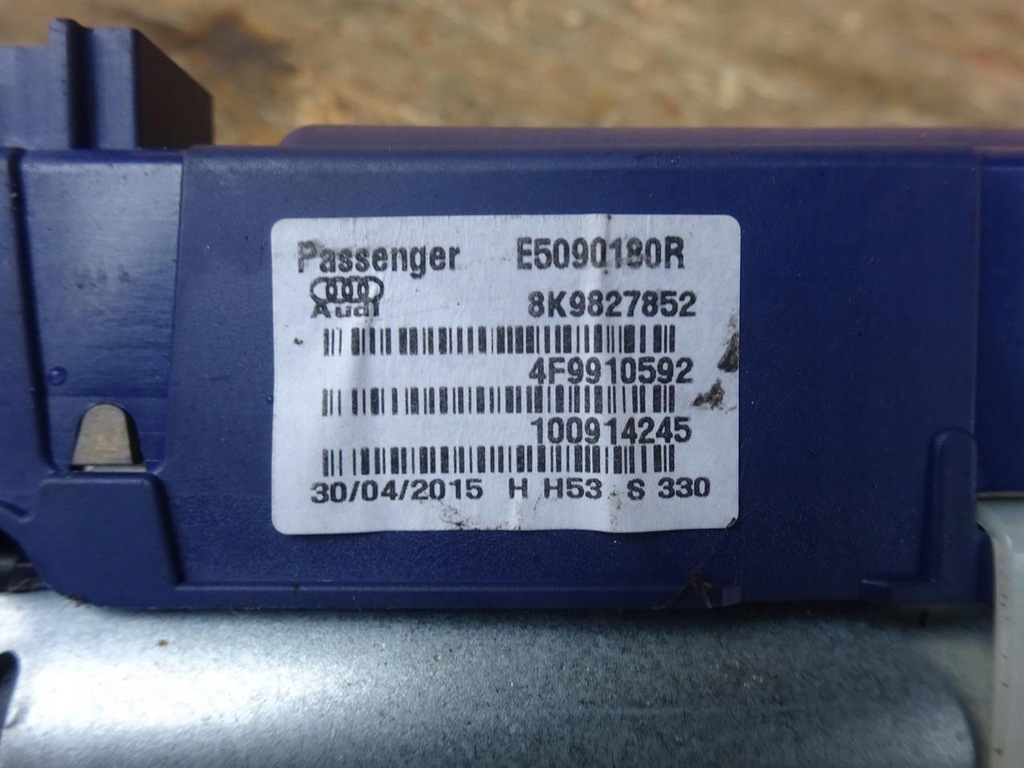 Passenger E5090180R
Audi 8K9827852
4F9910592
100914245
30/04/2015 H H53 S 330